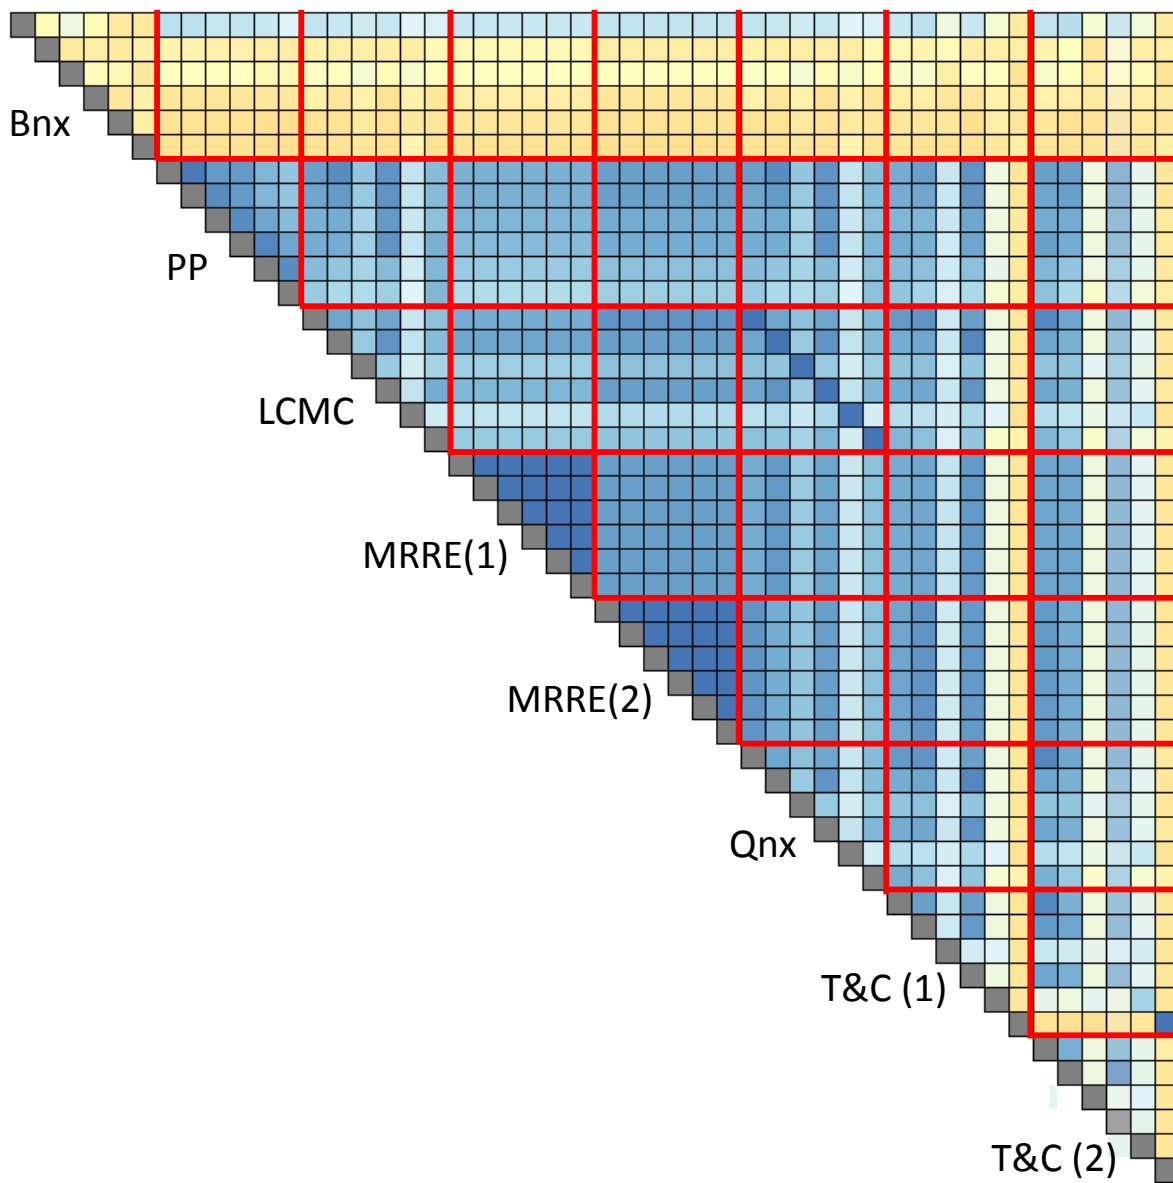 Bnx
PP
LCMC
MRRE(1)
MRRE(2)
Qnx
T&C (1)
T&C (2)